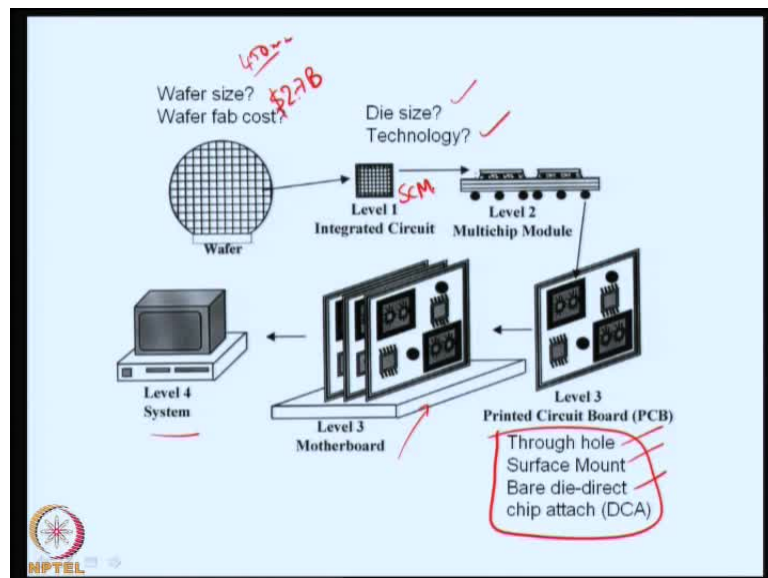 450mm
Wafer size?
Wafer fab cost?
$2.7B
Die size?
Technology?
SCM
Level 1
Integrated Circuit
Level 2
Multichip Module
Wafer
Level 4
System
Level 3
Motherboard
Level 3
Printed Circuit Board (PCB)
Through hole
Surface Mount
Bare die-direct
chip attach (DCA)
NPTEL